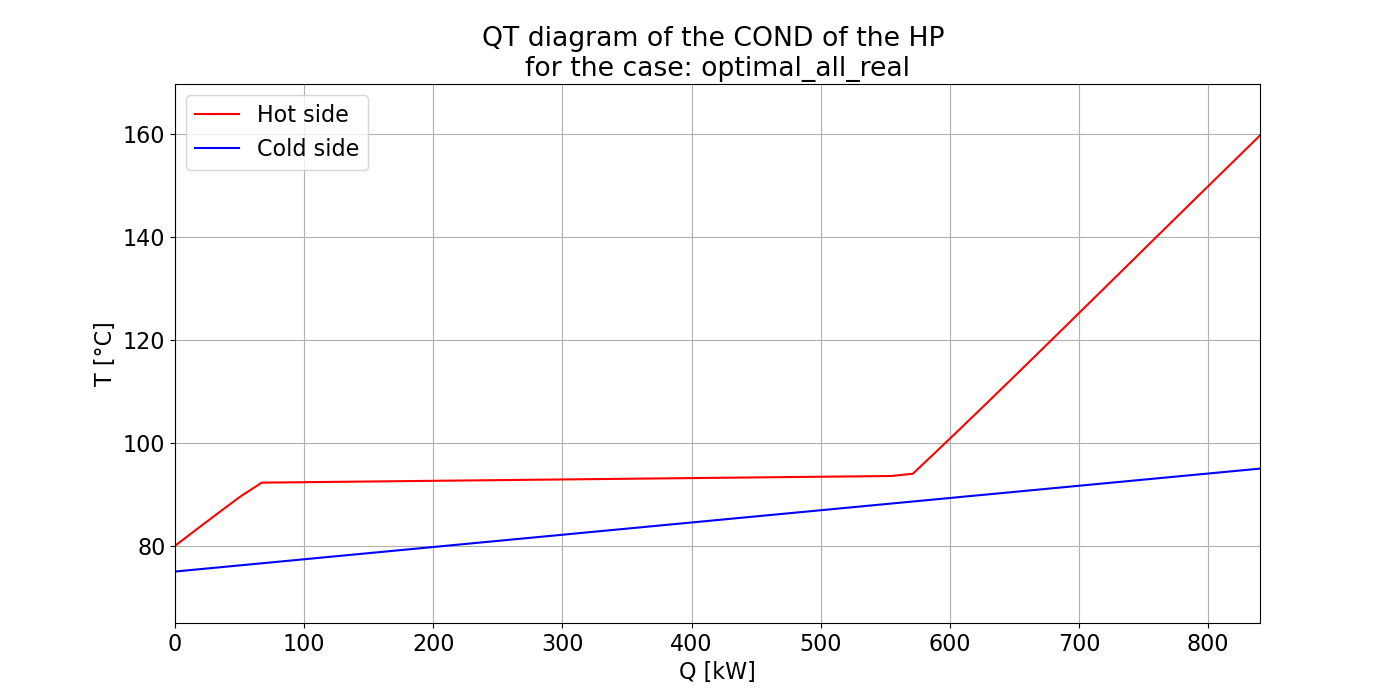 QT diagram of the COND of the HP
for the case: optimal_all_real
Hot side
Cold side
T [°C]
160
140
120
100
80
0 100 200 300 400 500 600 700 800
Q [kW]